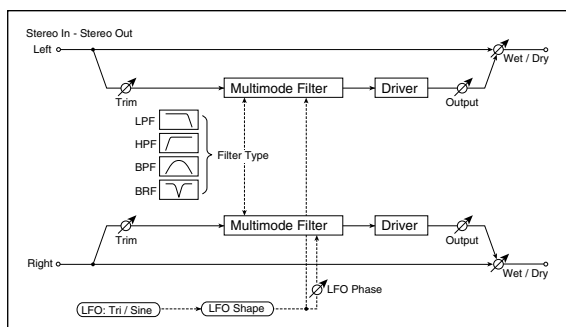 Stereo In - Stereo Out
Left
Wet / Dry
Trim
Multimode Filter
Driver
Output
LPF
HPF
BPF
BRF
Filter Type
Trim
Multimode Filter
Driver
Output
Right
Wet / Dry
LFO Phase
LFO: Tri / Sine
LFO Shape